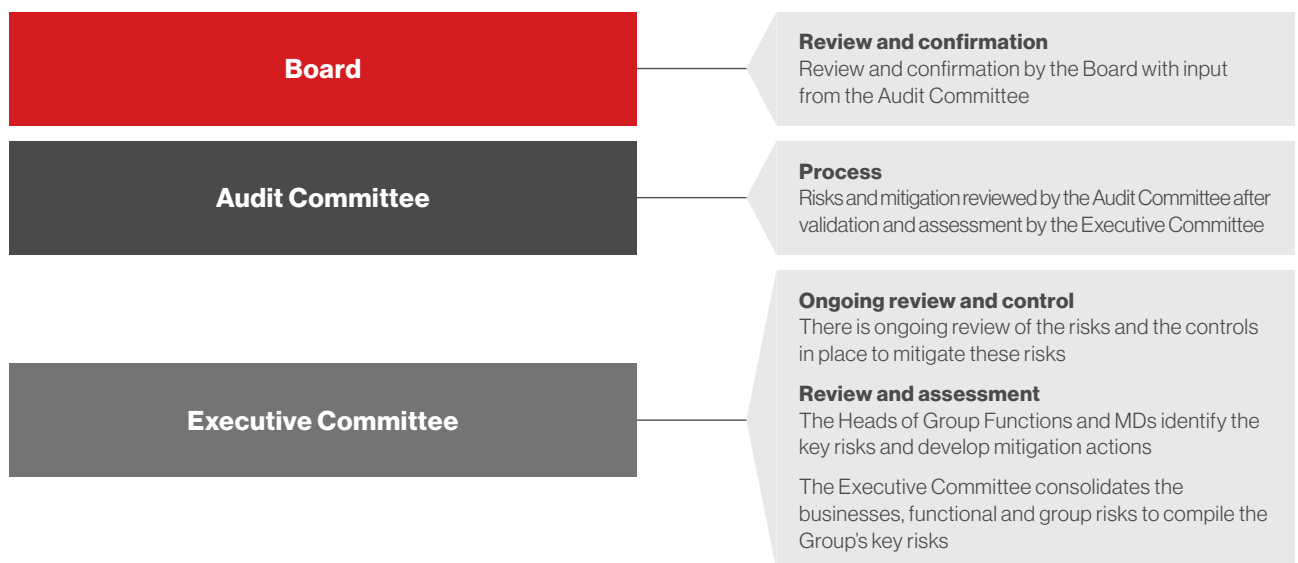 Board
Review and confirmation
Review and confirmation by the Board with input
from the Audit Committee
Audit Committee
Process
Risks and mitigation reviewed by the Audit Committee after
validation and assessment by the Executive Committee
Executive Committee
Ongoing review and control
There is ongoing review of the risks and the controls
in place to mitigate these risks
Review and assessment
The Heads of Group Functions and MDs identify the
key risks and develop mitigation actions
The Executive Committee consolidates the
businesses, functional and group risks to compile the
Group's key risks